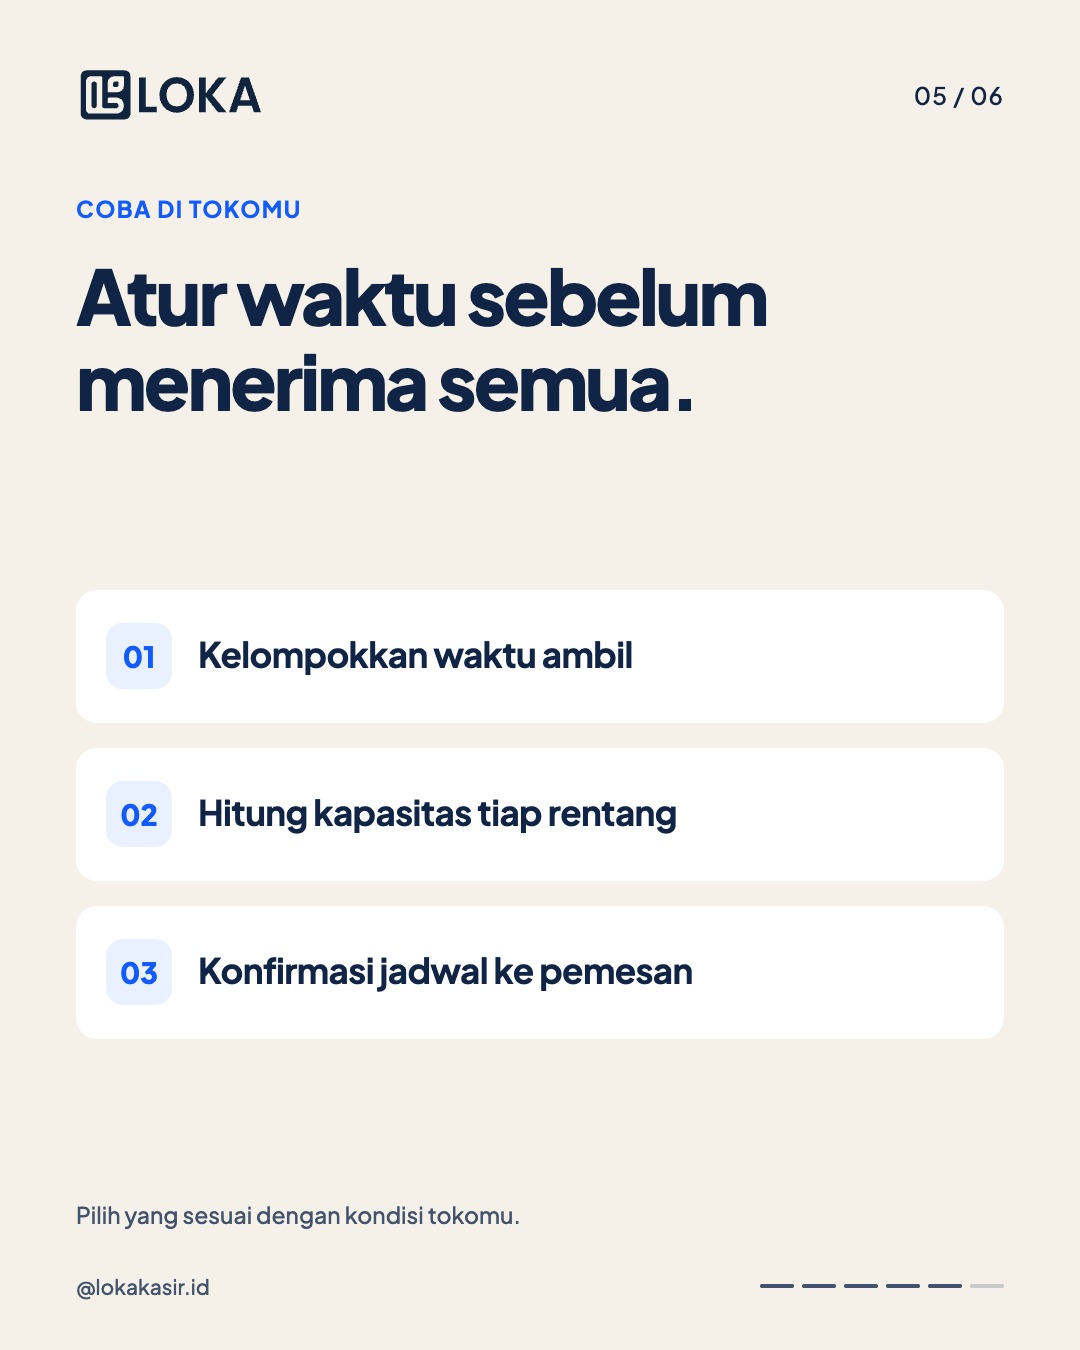 LOKA
05 / 06
COBA DI TOKOMU
Atur waktu sebelum
menerima semua.
01 Kelompokkan waktu ambil
02 Hitung kapasitas tiap rentang
03 Konfirmasi jadwal ke pemesan
Pilih yang sesuai dengan kondisi tokomu.
@lokakasir.id